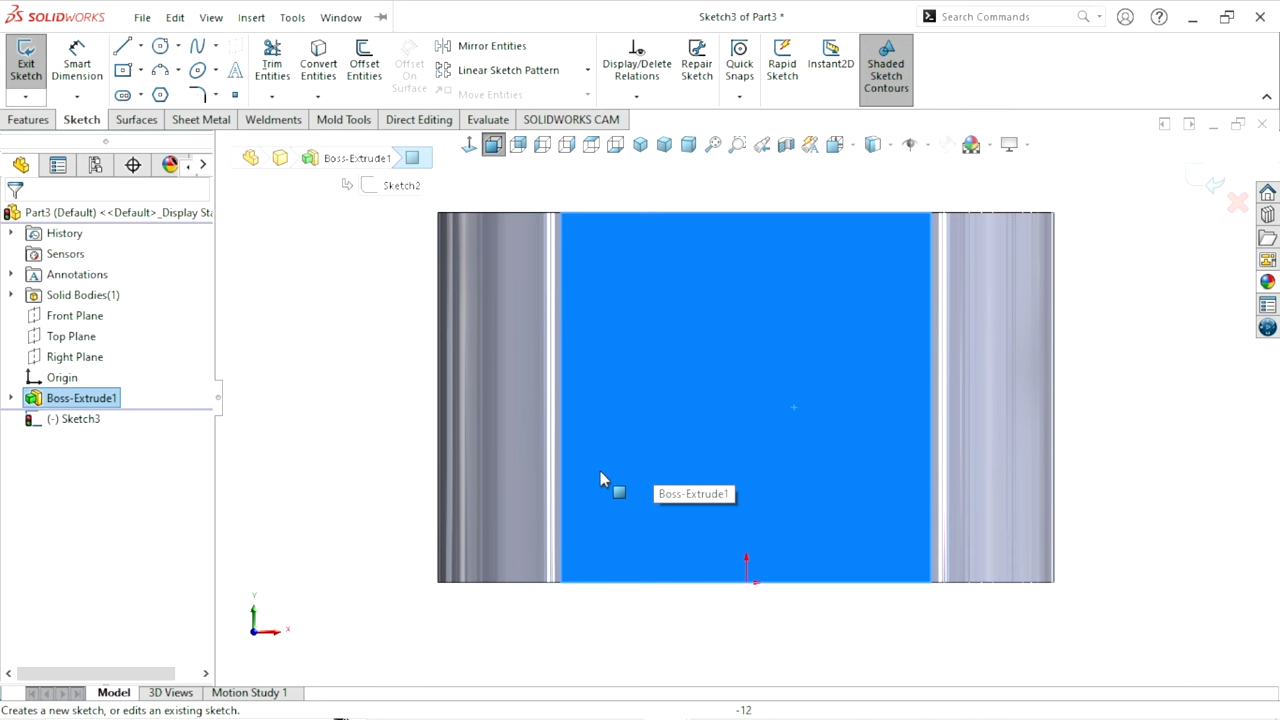 SOLIDWORKS
File Edit View Insert Tools Window
Sketch3 of Part3 *
Search Commands
Exit Sketch
Smart Dimension
Trim Entities
Convert Entities
Offset Entities
Offset On Surface
Mirror Entities
Linear Sketch Pattern
Move Entities
Display/Delete Relations
Repair Sketch
Quick Snaps
Rapid Sketch
Instant2D
Shaded Sketch Contours
Features Sketch Surfaces Sheet Metal Weldments Mold Tools Direct Editing Evaluate SOLIDWORKS CAM
Boss-Extrude1
Sketch2
Part3 (Default) <<Default>_Display Sta
History
Sensors
Annotations
Solid Bodies(1)
Front Plane
Top Plane
Right Plane
Origin
Boss-Extrude1
(-) Sketch3
Boss-Extrude1
Y
X
Model 3D Views Motion Study 1
Creates a new sketch, or edits an existing sketch.
-12